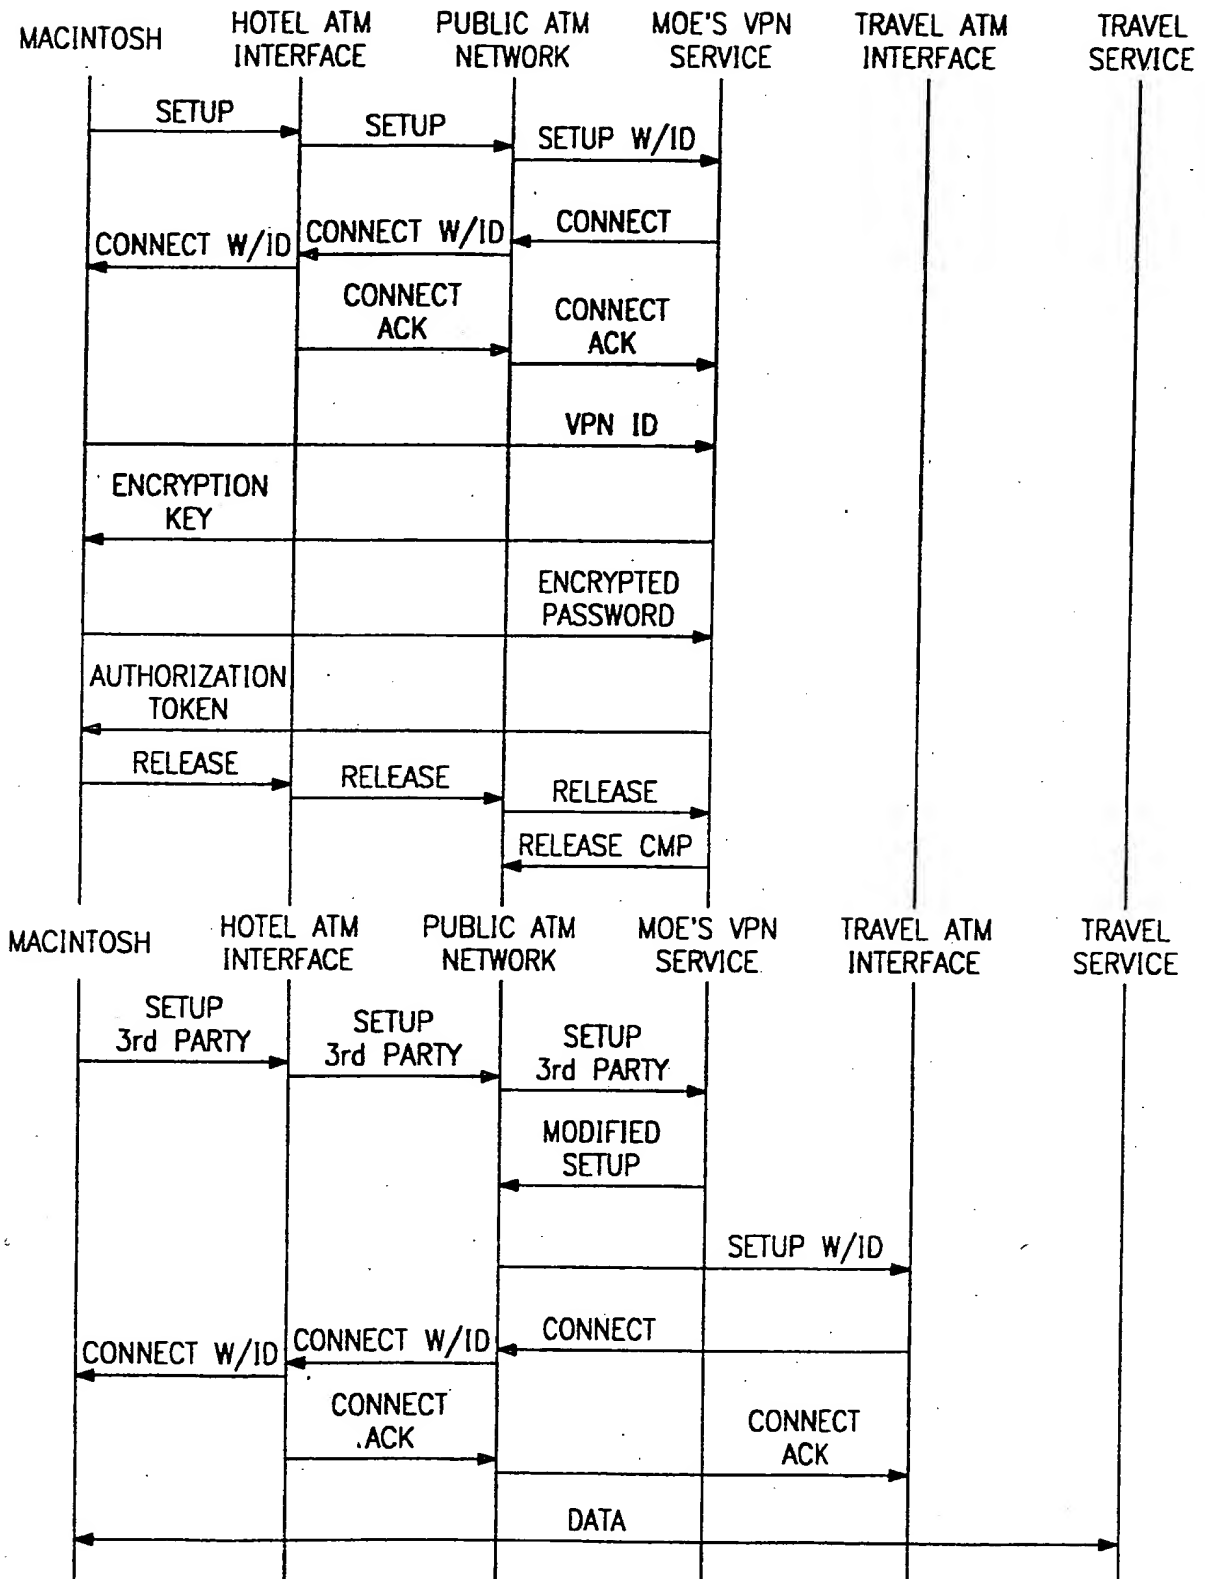 MACINTOSH
HOTEL ATM
INTERFACE
PUBLIC ATM
NETWORK
MOE'S VPN
SERVICE
TRAVEL ATM
INTERFACE
TRAVEL
SERVICE
SETUP
SETUP
SETUP W/ID
CONNECT
CONNECT W/ID
CONNECT W/ID
CONNECT
ACK
CONNECT
ACK
VPN ID
ENCRYPTION
KEY
ENCRYPTED
PASSWORD
AUTHORIZATION
TOKEN
RELEASE
RELEASE
RELEASE
RELEASE CMP
MACINTOSH
HOTEL ATM
INTERFACE
PUBLIC ATM
NETWORK
MOE'S VPN
SERVICE
TRAVEL ATM
INTERFACE
TRAVEL
SERVICE
SETUP
3rd PARTY
SETUP
3rd PARTY
SETUP
3rd PARTY
MODIFIED
SETUP
SETUP W/ID
CONNECT
CONNECT W/ID
CONNECT W/ID
CONNECT
ACK
CONNECT
ACK
DATA